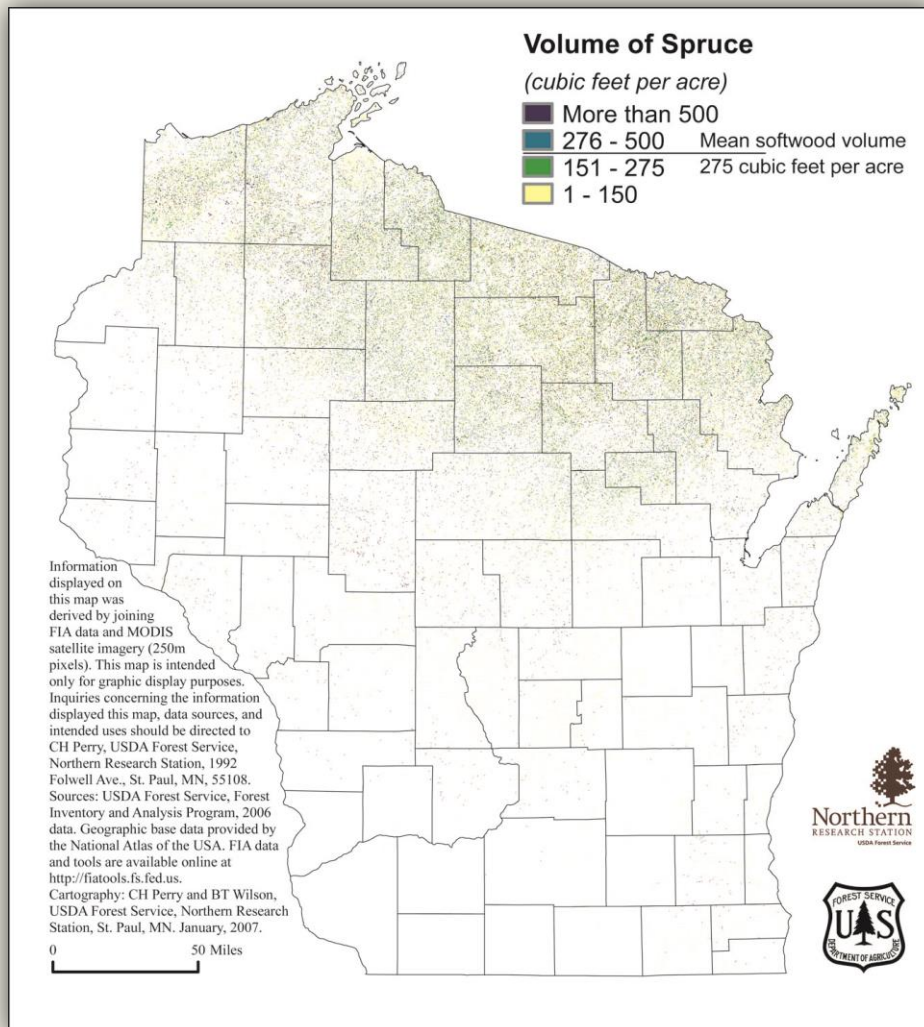 Volume of Spruce
(cubic feet per acre)
More than 500
276 - 500 Mean softwood volume
151 - 275 275 cubic feet per acre
1 - 150
Information
displayed on
this map was
derived by joining
FIA data and MODIS
satellite imagery (250m
pixels). This map is intended
only for graphic display purposes.
Inquiries concerning the information
displayed this map, data sources, and
intended uses should be directed to
CH Perry, USDA Forest Service,
Northern Research Station, 1992
Folwell Ave., St. Paul, MN, 55108.
Sources: USDA Forest Service, Forest
Inventory and Analysis Program, 2006
data. Geographic base data provided by
the National Atlas of the USA. FIA data
and tools are available online at
http://fiatools.fs.fed.us.
Cartography: CH Perry and BT Wilson,
USDA Forest Service, Northern Research
Station, St. Paul, MN. January, 2007.
0 50 Miles
Northern
RESEARCH STATION
USDA Forest Service
FOREST SERVICE
U S
DEPARTMENT OF AGRICULTURE